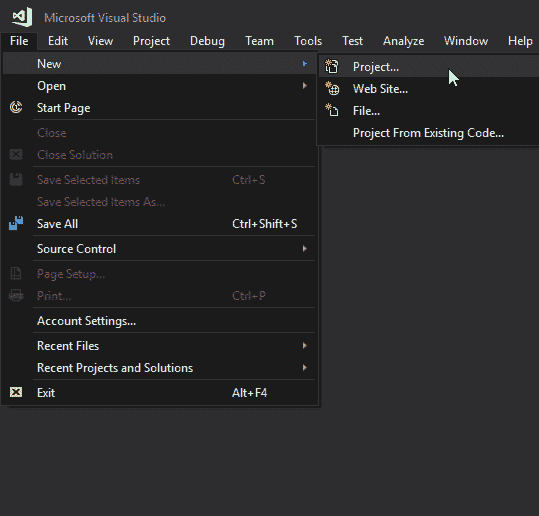 Microsoft Visual Studio
File Edit View Project Debug Team Tools Test Analyze Window Help
New
Project...
Open
Web Site...
Start Page
File...
Close
Project From Existing Code...
Close Solution
Save Selected Items Ctrl+S
Save Selected Items As...
Save All Ctrl+Shift+S
Source Control
Page Setup...
Print... Ctrl+P
Account Settings...
Recent Files
Recent Projects and Solutions
Exit Alt+F4